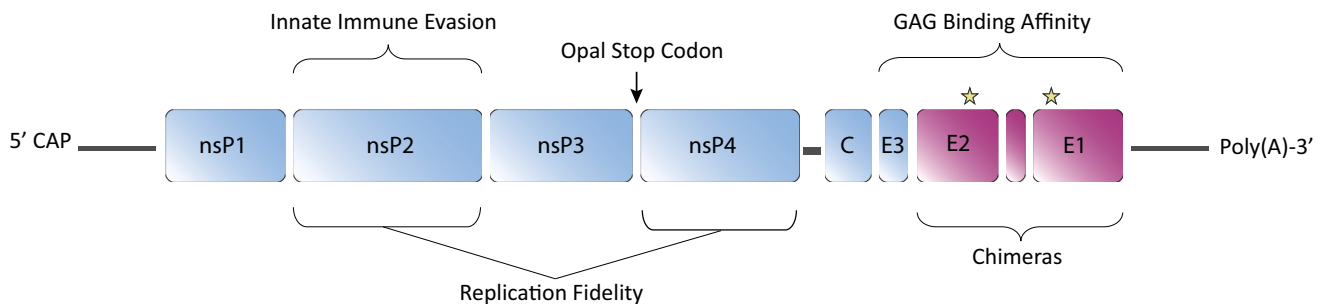 Innate Immune Evasion
GAG Binding Affinity
Opal Stop Codon
5’ CAP
nsP1
nsP2
nsP3
nsP4
C
E3
E2
E1
Poly(A)-3’
Chimeras
Replication Fidelity